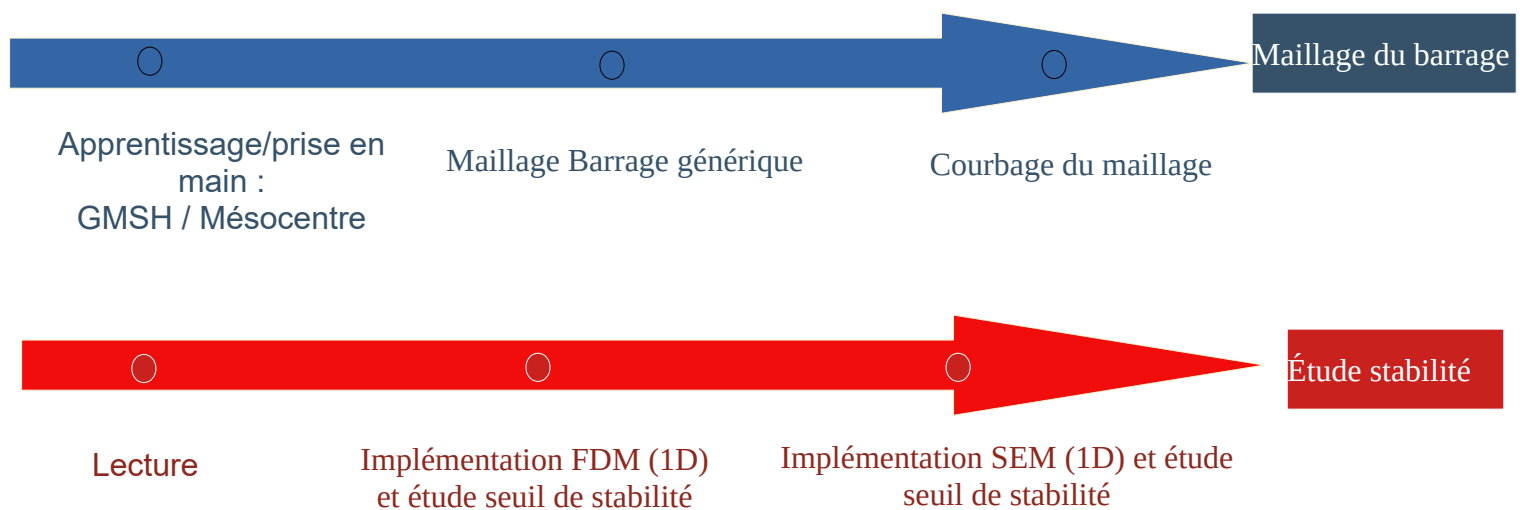 Maillage du barrage
Apprentissage/prise en
main :
GMSH / Mésocentre
Maillage Barrage générique
Courbage du maillage
Étude stabilité
Lecture
Implémentation FDM (1D)
et étude seuil de stabilité
Implémentation SEM (1D) et étude
seuil de stabilité